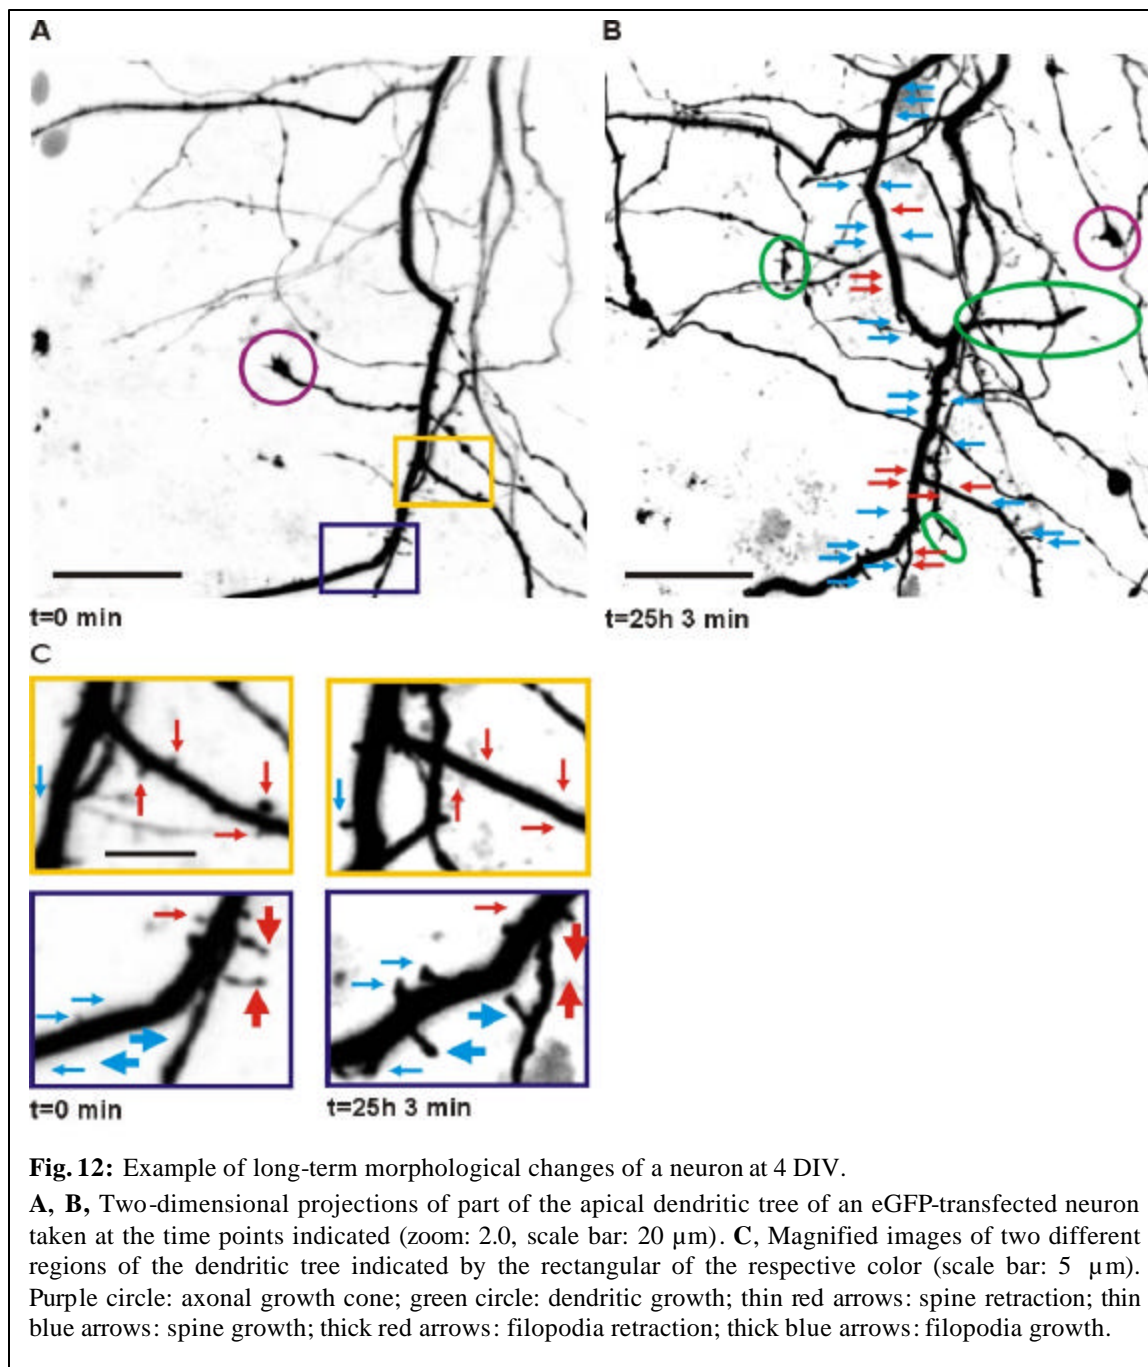 A
B
t=0 min
t=25h 3 min
C
t=0 min
t=25h 3 min
Fig. 12: Example of long-term morphological changes of a neuron at 4 DIV.
A, B, Two-dimensional projections of part of the apical dendritic tree of an eGFP-transfected neuron
taken at the time points indicated (zoom: 2.0, scale bar: 20 µm). C, Magnified images of two different
regions of the dendritic tree indicated by the rectangular of the respective color (scale bar: 5 µm).
Purple circle: axonal growth cone; green circle: dendritic growth; thin red arrows: spine retraction; thin
blue arrows: spine growth; thick red arrows: filopodia retraction; thick blue arrows: filopodia growth.